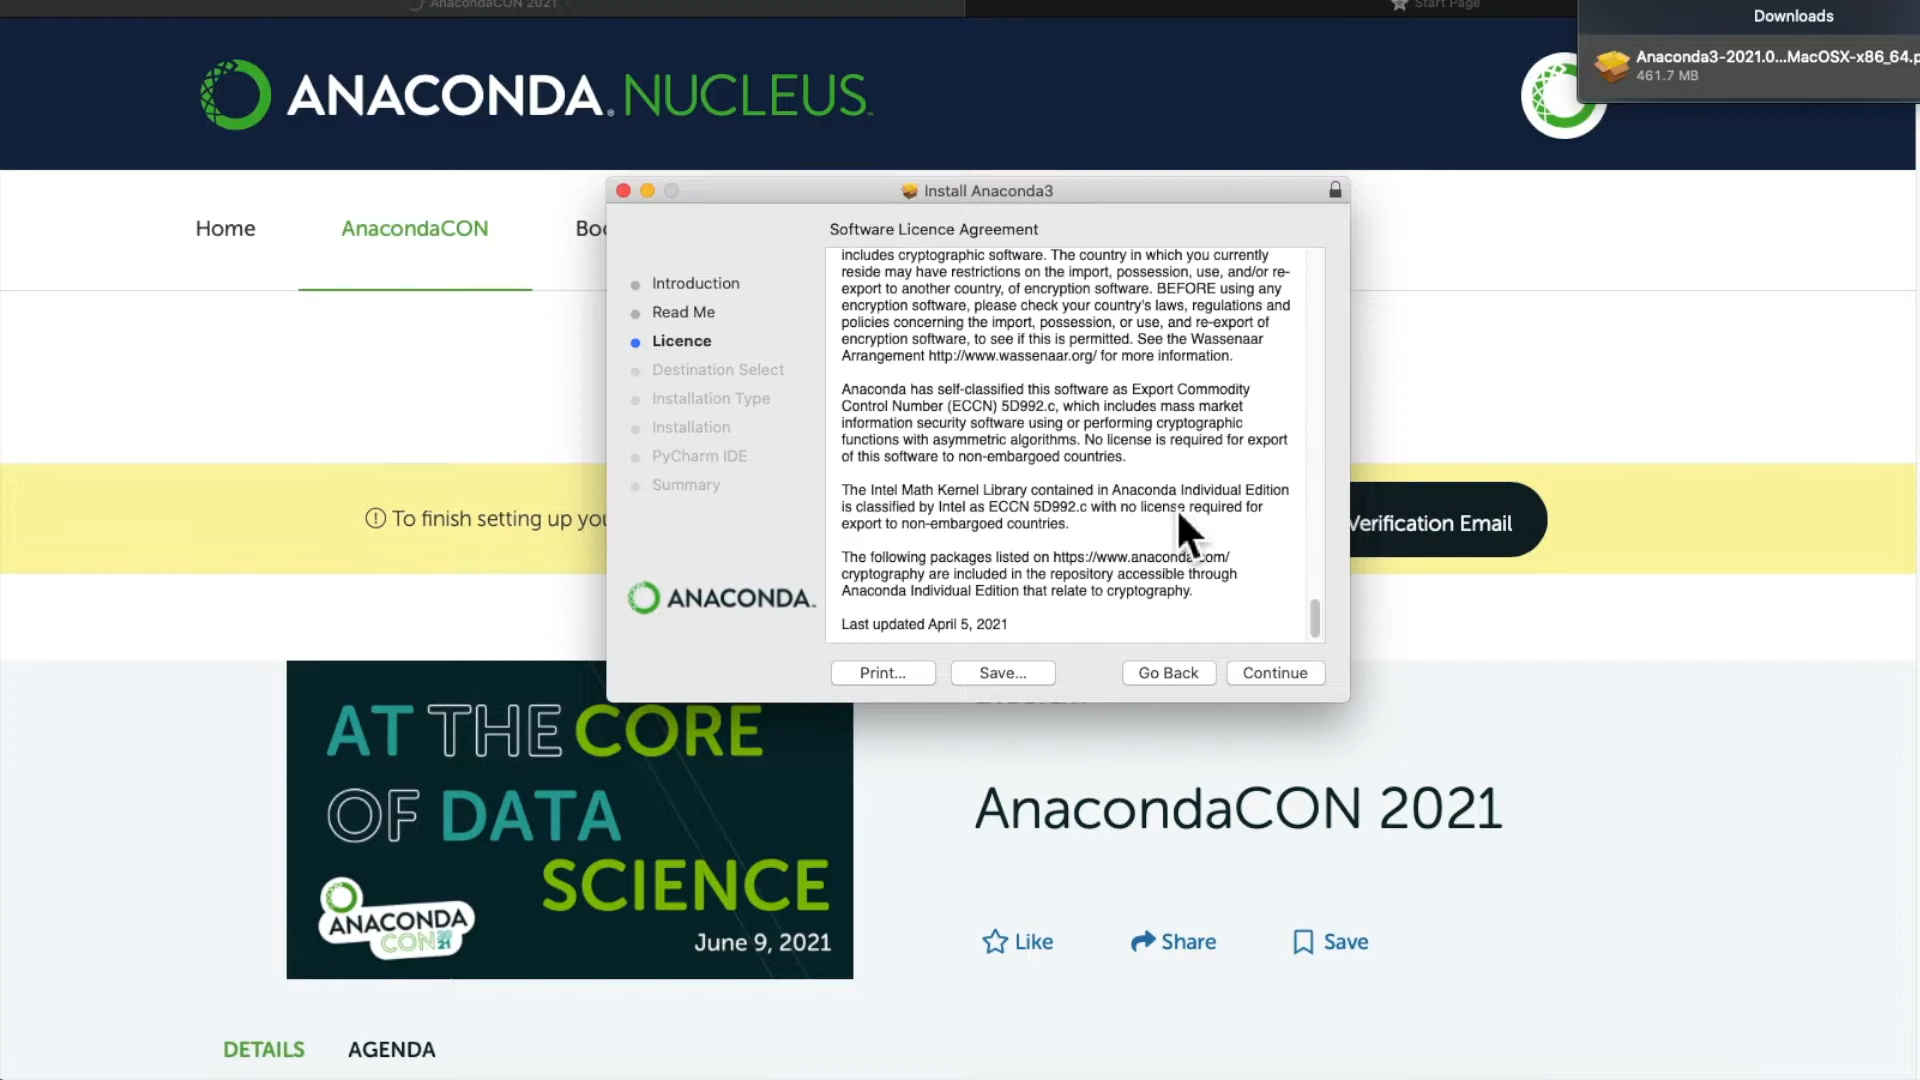 AnacondaCON 2021
Start Page
Downloads
Anaconda3-2021.0...MacOSX-x86_64.p
461.7 MB
ANACONDA. NUCLEUS
Home
AnacondaCON
Install Anaconda3
Software Licence Agreement
Introduction
Read Me
Licence
Destination Select
Installation Type
Installation
PyCharm IDE
Summary
ANACONDA.
includes cryptographic software. The country in which you currently
reside may have restrictions on the import, possession, use, and/or re-
export to another country, of encryption software. BEFORE using any
encryption software, please check your country's laws, regulations and
policies concerning the import, possession, or use, and re-export of
encryption software, to see if this is permitted. See the Wassenaar
Arrangement http://www.wassenaar.org/ for more information.
Anaconda has self-classified this software as Export Commodity
Control Number (ECCN) 5D992.c, which includes mass market
information security software using or performing cryptographic
functions with asymmetric algorithms. No license is required for export
of this software to non-embargoed countries.
The Intel Math Kernel Library contained in Anaconda Individual Edition
is classified by Intel as ECCN 5D992.c with no license required for
export to non-embargoed countries.
The following packages listed on https://www.anaconda.com/
cryptography are included in the repository accessible through
Anaconda Individual Edition that relate to cryptography.
Last updated April 5, 2021
Print...
Save...
Go Back
Continue
To finish setting up you
Verification Email
AT THE CORE
OF DATA
SCIENCE
ANACONDA
CON 2021
June 9, 2021
AnacondaCON 2021
Like
Share
Save
DETAILS
AGENDA